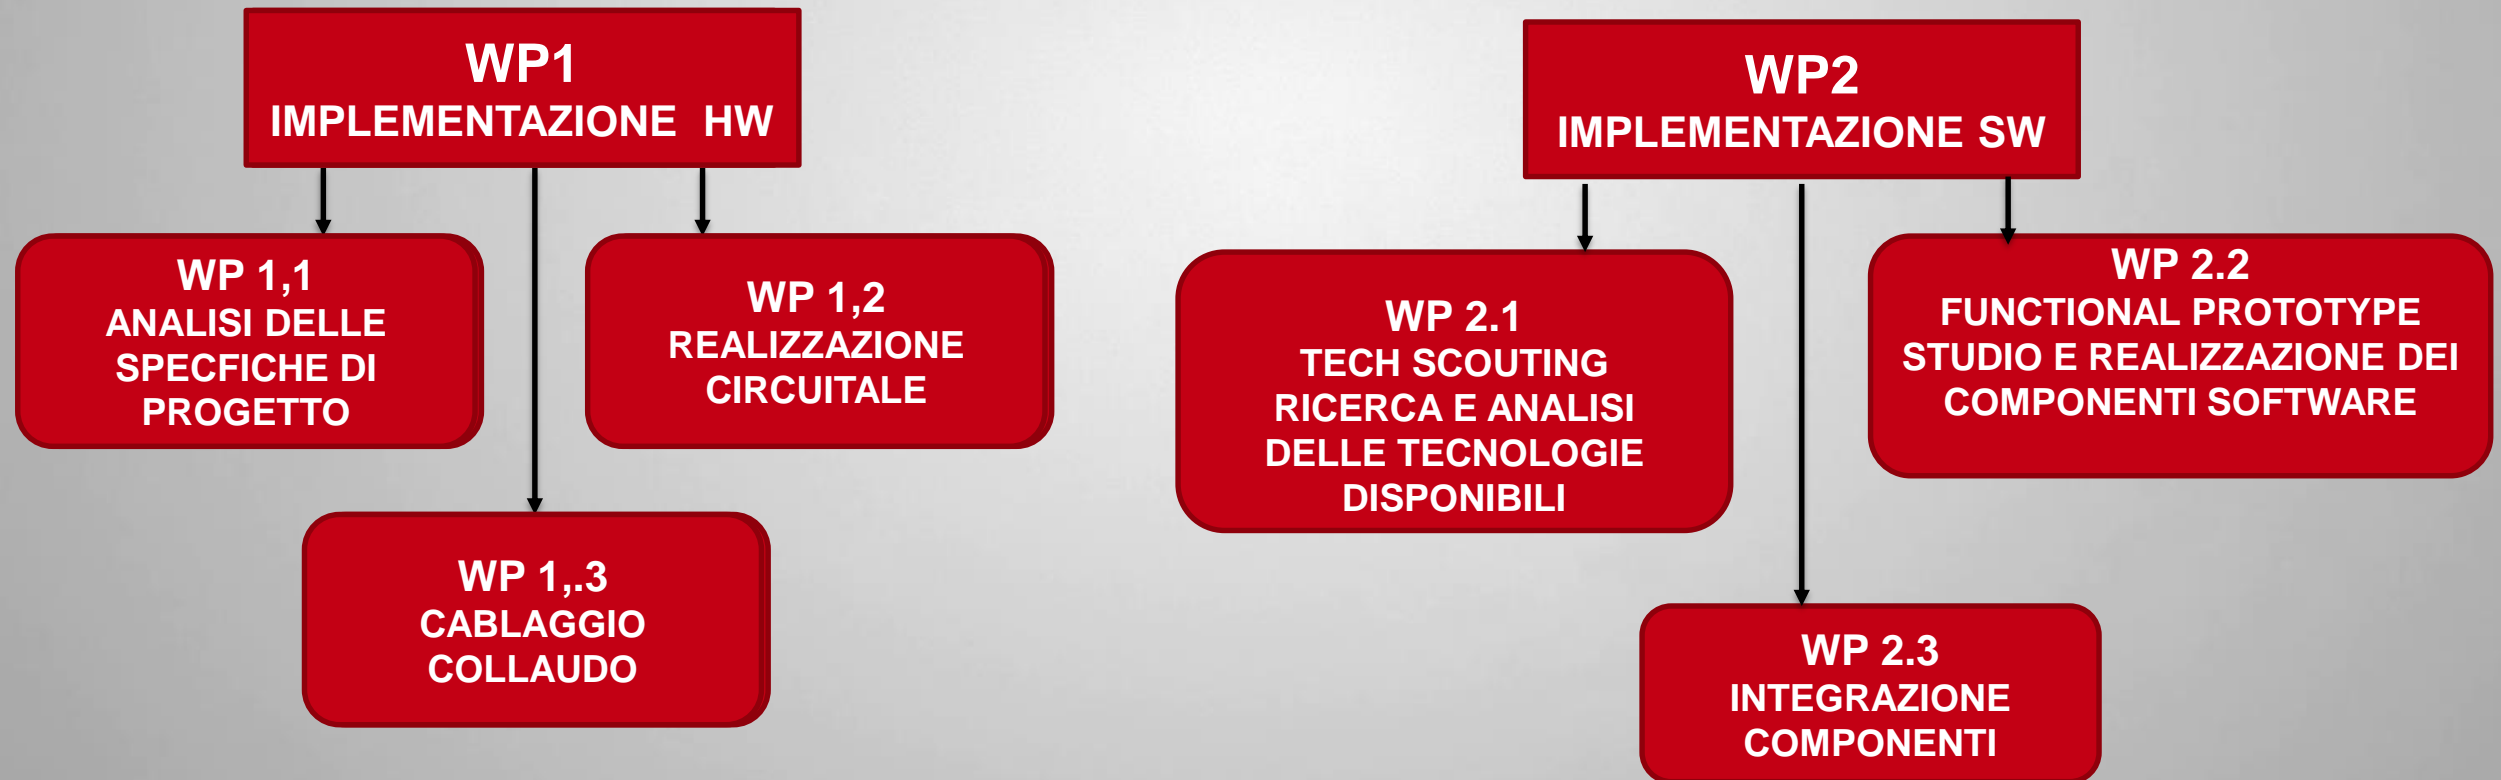 WP1
IMPLEMENTAZIONE HW
WP2
IMPLEMENTAZIONE SW
WP 1,1
ANALISI DELLE
SPECFICHE DI
PROGETTO
WP 1,2
REALIZZAZIONE
CIRCUITALE
WP 1,.3
CABLAGGIO
COLLAUDO
WP 2.1
TECH SCOUTING
RICERCA E ANALISI
DELLE TECNOLOGIE
DISPONIBILI
WP 2.2
FUNCTIONAL PROTOTYPE
STUDIO E REALIZZAZIONE DEI
COMPONENTI SOFTWARE
WP 2.3
INTEGRAZIONE
COMPONENTI